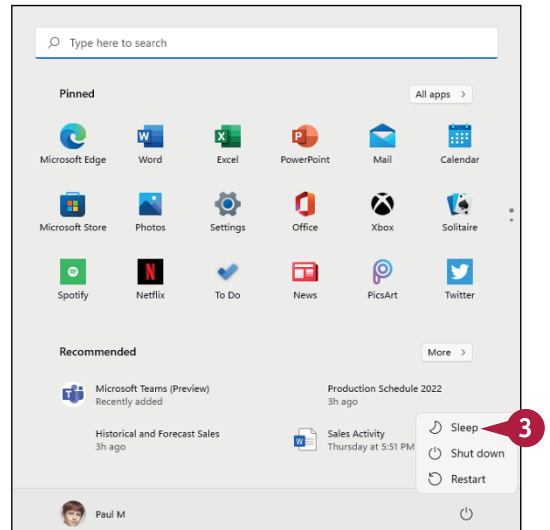 Type here to search
Pinned
All apps >
Microsoft Edge Word Excel PowerPoint Mail Calendar
Microsoft Store Photos Settings Office Xbox Solitaire
Spotify Netflix To Do News PicsArt Twitter
Recommended
More >
Microsoft Teams (Preview)
Recently added
Production Schedule 2022
3h ago
Historical and Forecast Sales
3h ago
Sales Activity
Thursday at 5:51 PM
Sleep
3
Shut down
Restart
Paul M